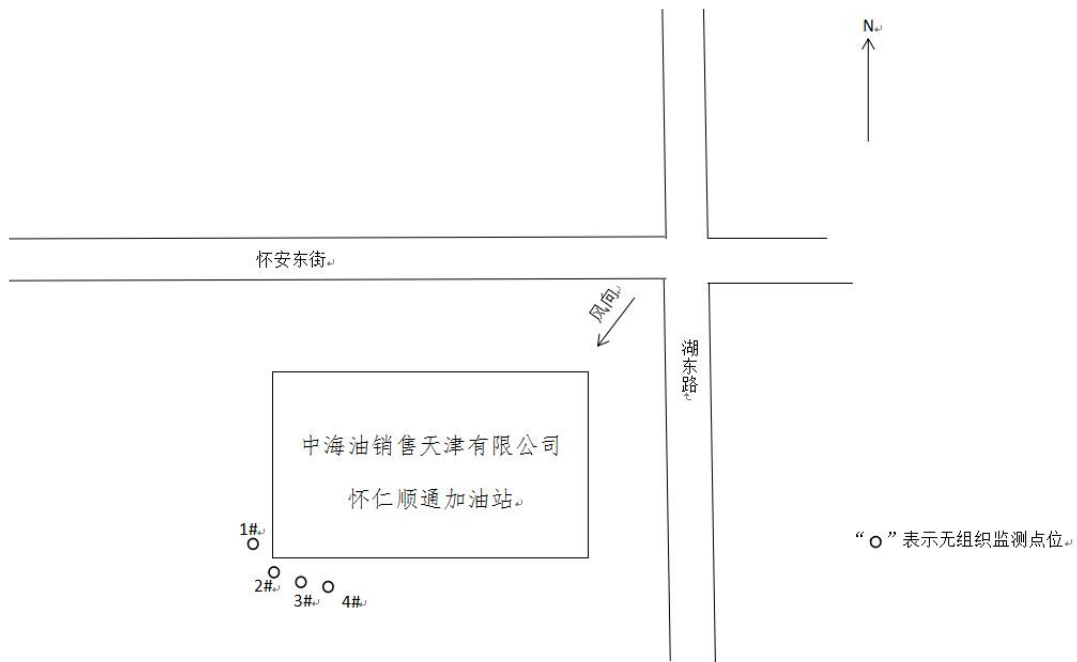 N
怀安东街
风向
湖东路
中海油销售天津有限公司
怀仁顺通加油站
1#
2#
3#
4#
“o”表示无组织监测点位